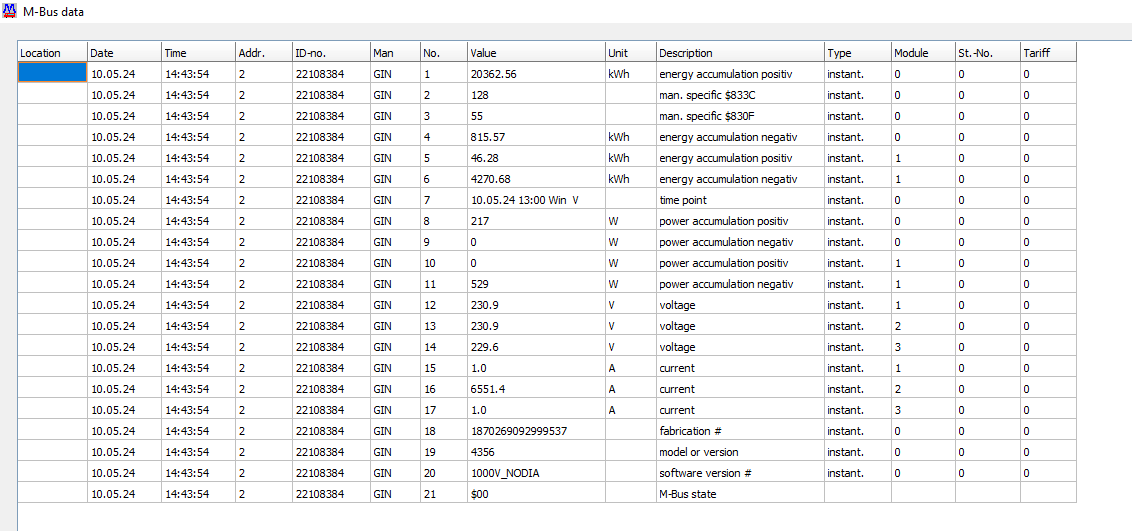 M-Bus data
Location Date Time Addr. ID-no. Man No. Value Unit Description Type Module St.-No. Tariff
10.05.24 14:43:54 2 22108384 GIN 1 20362.56 kWh energy accumulation positiv instant. 0 0 0
10.05.24 14:43:54 2 22108384 GIN 2 128 man. specific $833C instant. 0 0 0
10.05.24 14:43:54 2 22108384 GIN 3 55 man. specific $830F instant. 0 0 0
10.05.24 14:43:54 2 22108384 GIN 4 815.57 kWh energy accumulation negativ instant. 0 0 0
10.05.24 14:43:54 2 22108384 GIN 5 46.28 kWh energy accumulation positiv instant. 1 0 0
10.05.24 14:43:54 2 22108384 GIN 6 4270.68 kWh energy accumulation negativ instant. 1 0 0
10.05.24 14:43:54 2 22108384 GIN 7 10.05.24 13:00 Win V time point instant. 0 0 0
10.05.24 14:43:54 2 22108384 GIN 8 217 W power accumulation positiv instant. 0 0 0
10.05.24 14:43:54 2 22108384 GIN 9 0 W power accumulation negativ instant. 0 0 0
10.05.24 14:43:54 2 22108384 GIN 10 0 W power accumulation positiv instant. 1 0 0
10.05.24 14:43:54 2 22108384 GIN 11 529 W power accumulation negativ instant. 1 0 0
10.05.24 14:43:54 2 22108384 GIN 12 230.9 V voltage instant. 1 0 0
10.05.24 14:43:54 2 22108384 GIN 13 230.9 V voltage instant. 2 0 0
10.05.24 14:43:54 2 22108384 GIN 14 229.6 V voltage instant. 3 0 0
10.05.24 14:43:54 2 22108384 GIN 15 1.0 A current instant. 1 0 0
10.05.24 14:43:54 2 22108384 GIN 16 6551.4 A current instant. 2 0 0
10.05.24 14:43:54 2 22108384 GIN 17 1.0 A current instant. 3 0 0
10.05.24 14:43:54 2 22108384 GIN 18 1870269092999537 fabrication # instant. 0 0 0
10.05.24 14:43:54 2 22108384 GIN 19 4356 model or version instant. 0 0 0
10.05.24 14:43:54 2 22108384 GIN 20 1000V_NODIA software version # instant. 0 0 0
10.05.24 14:43:54 2 22108384 GIN 21 $00 M-Bus state